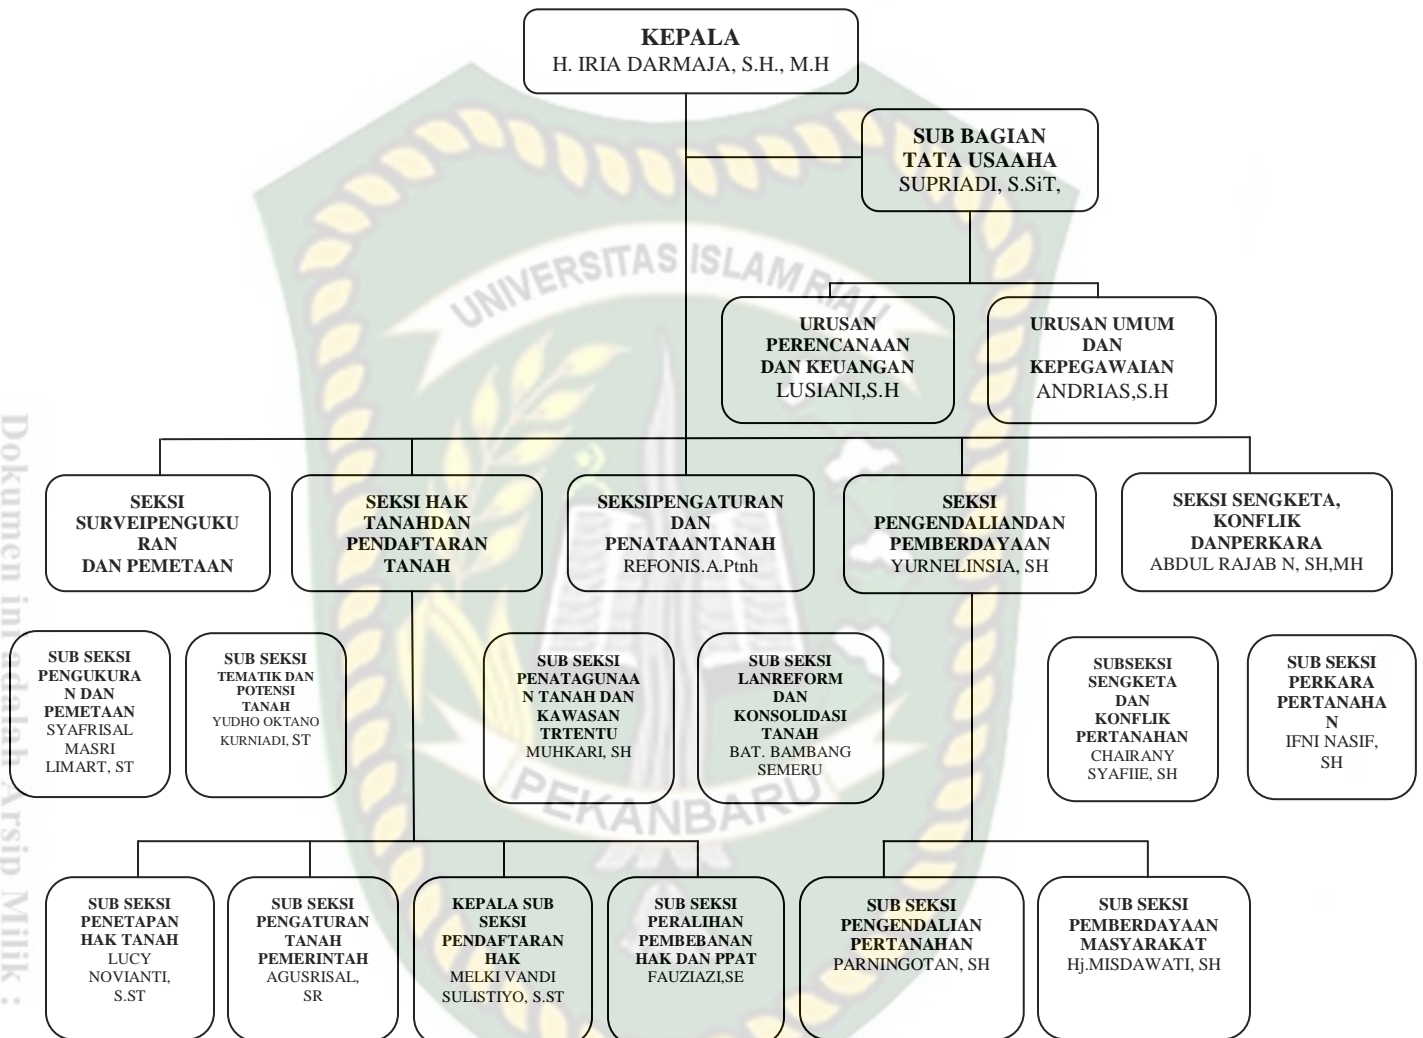 KEPALA
H. IRIA DARMAJA, S.H., M.H
SUB BAGIAN
TATA USAAHA
SUPRIADI, S.SiT,
UNIVERSITAS ISLAM RIAU
URUSAN
PERENCANAAN
DAN KEUANGAN
LUSIANI,S.H
URUSAN UMUM
DAN
KEPEGAWAIAN
ANDRIAS,S.H
SEKSI
SURVEIPENGUKU
RAN
DAN PEMETAAN
SEKSI HAK
TANAHDAN
PENDAFTARAN
TANAH
SEKSIPENGATURAN
DAN
PENATAANTANAH
REFONIS.A.Ptnh
SEKSI
PENGENDALIANDAN
PEMBERDAYAAN
YURNELINSIA, SH
SEKSI SENGKETA,
KONFLIK
DANPERKARA
ABDUL RAJAB N, SH,MH
SUB SEKSI
PENGUKURA
N DAN
PEMETAAN
SYAFRISAL
MASRI
LIMART, ST
SUB SEKSI
TEMATIK DAN
POTENSI
TANAH
YUDHO OKTANO
KURNIADI, ST
SUB SEKSI
PENATAGUNAA
N TANAH DAN
KAWASAN
TRTENTU
MUHKARI, SH
SUB SEKSI
LANREFORM
DAN
KONSOLIDASI
TANAH
BAT. BAMBANG
SEMERU
SUBSEKSI
SENGKETA
DAN
KONFLIK
PERTANAHAN
CHAIRANY
SYAFIIE, SH
SUB SEKSI
PERKARA
PERTANAHA
N
IFNI NASIF,
SH
PEKANBARU
SUB SEKSI
PENETAPAN
HAK TANAH
LUCY
NOVIANTI,
S.ST
SUB SEKSI
PENGATURAN
TANAH
PEMERINTAH
AGUSRISAL,
SR
KEPALA SUB
SEKSI
PENDAFTARAN
HAK
MELKI VANDI
SULISTIYO, S.ST
SUB SEKSI
PERALIHAN
PEMBEBANAN
HAK DAN PPAT
FAUZIAZI,SE
SUB SEKSI
PENGENDALIAN
PERTANAHAN
PARNINGOTAN, SH
SUB SEKSI
PEMBERDAYAAN
MASYARAKAT
Hj.MISDAWATI, SH
Dokumen ini adalah Arsip Milik :